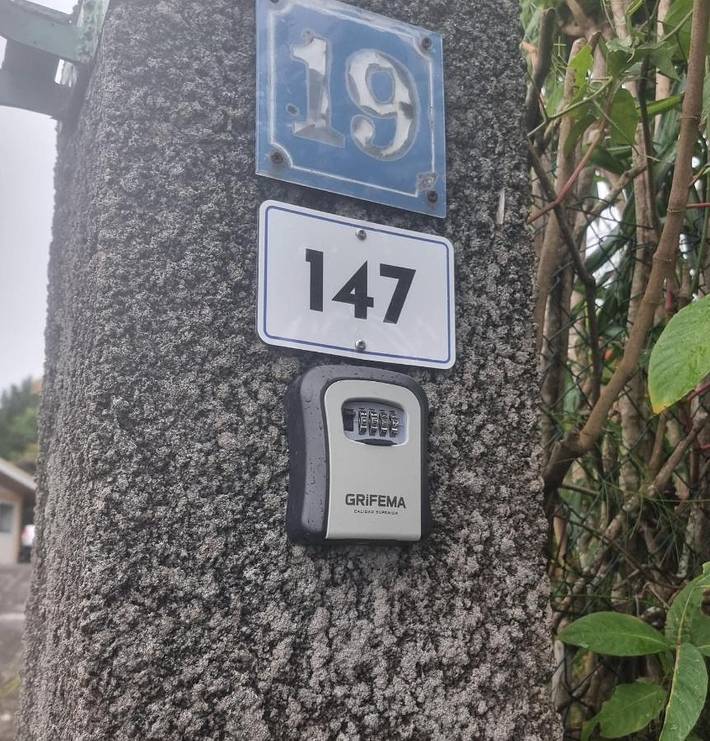 19
147
GRiFEMA
CALIDAD SUPERIOR